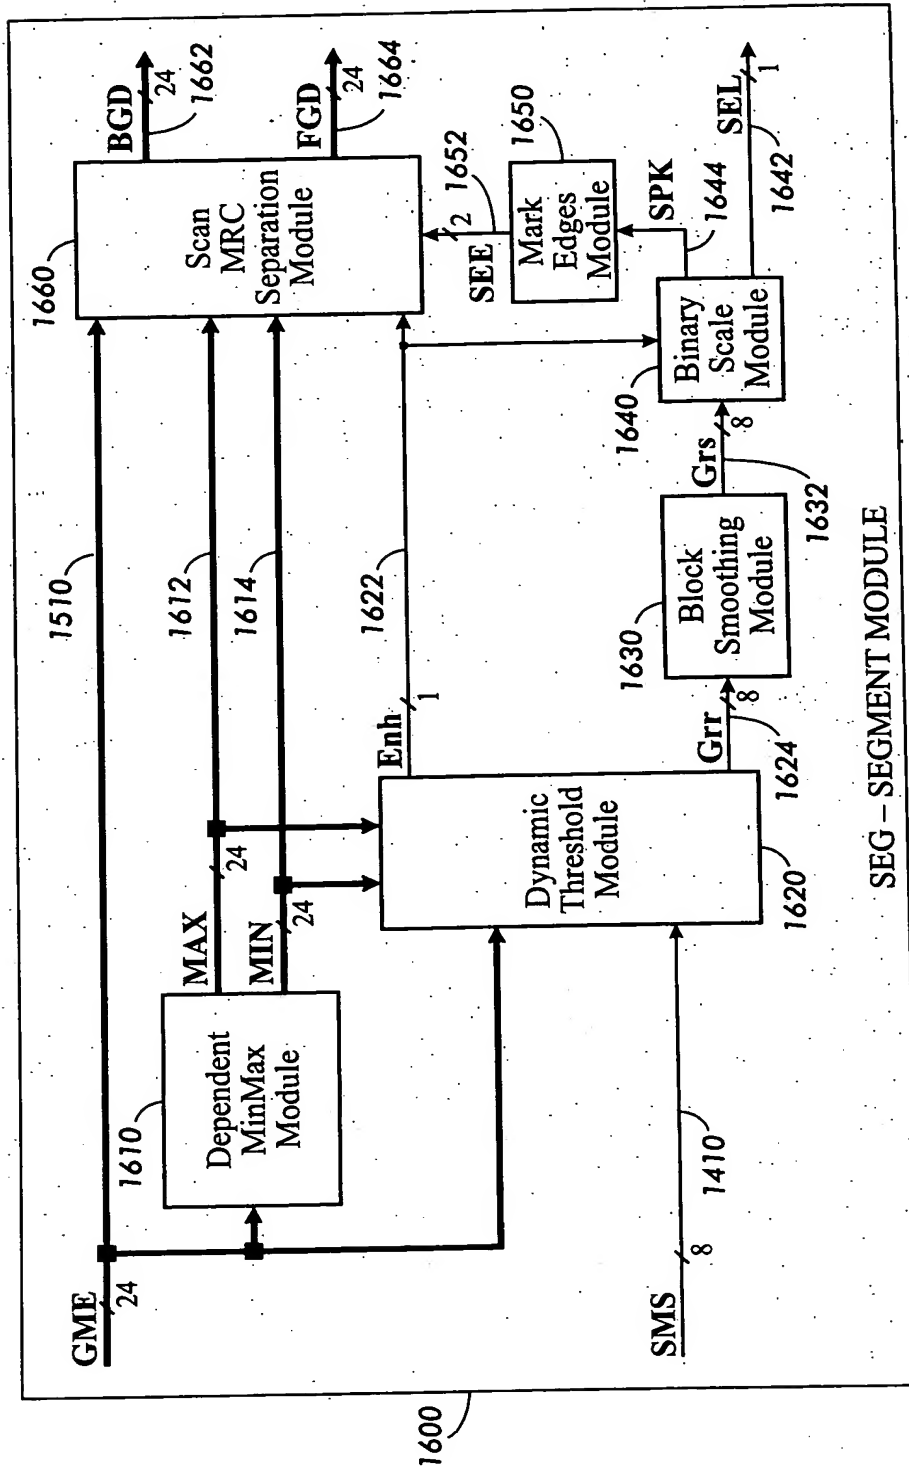 1600
GME
24
1510
1660
Scan
MRC
Separation
Module
BGD
24
1662
FGD
24
1664
1610
Dependent
MinMax
Module
MAX
24
1612
MIN
24
1614
Enh
1
1622
SEE
2
1652
Mark
Edges
Module
1650
SPK
1644
SEL
1
1642
SMS
8
1410
Dynamic
Threshold
Module
1620
Grr
8
1624
1630
Block
Smoothing
Module
Grs
8
1632
1640
Binary
Scale
Module
SEG – SEGMENT MODULE